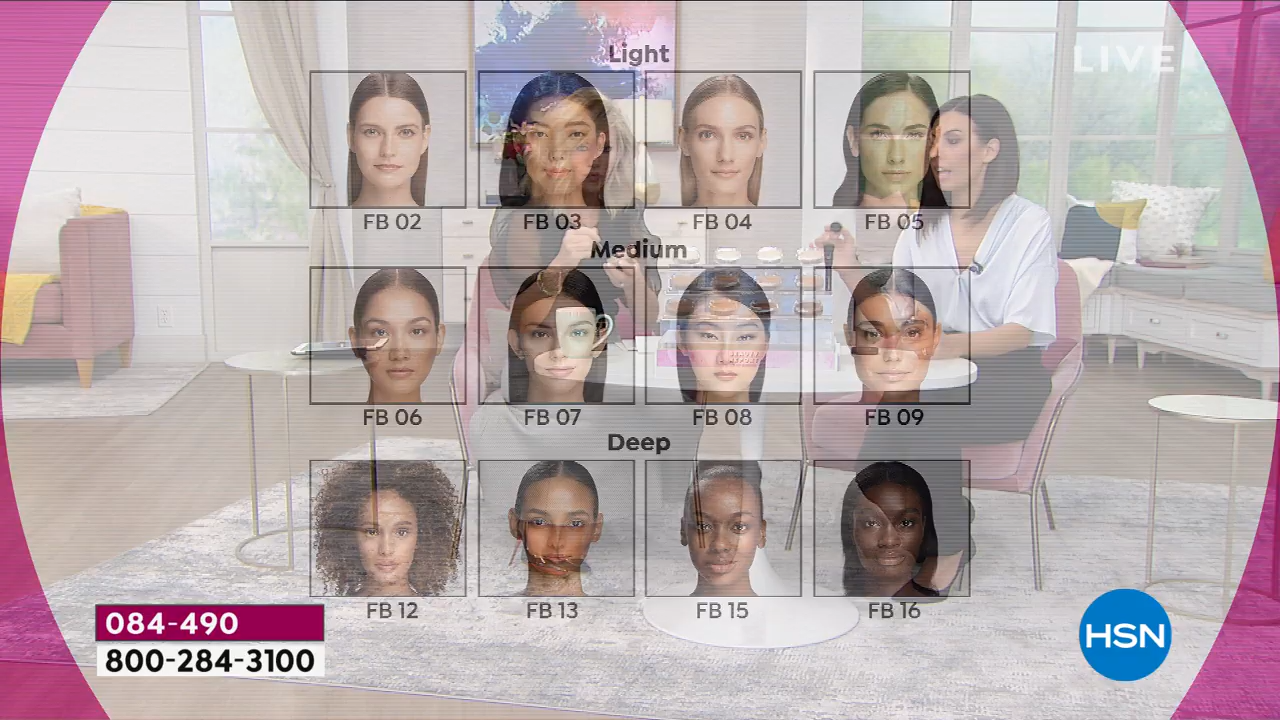 Light
LIVE
FB 02
FB 03
FB 04
FB 05
Medium
FB 06
FB 07
FB 08
FB 09
Deep
FB 12
FB 13
FB 15
FB 16
084-490
800-284-3100
HSN